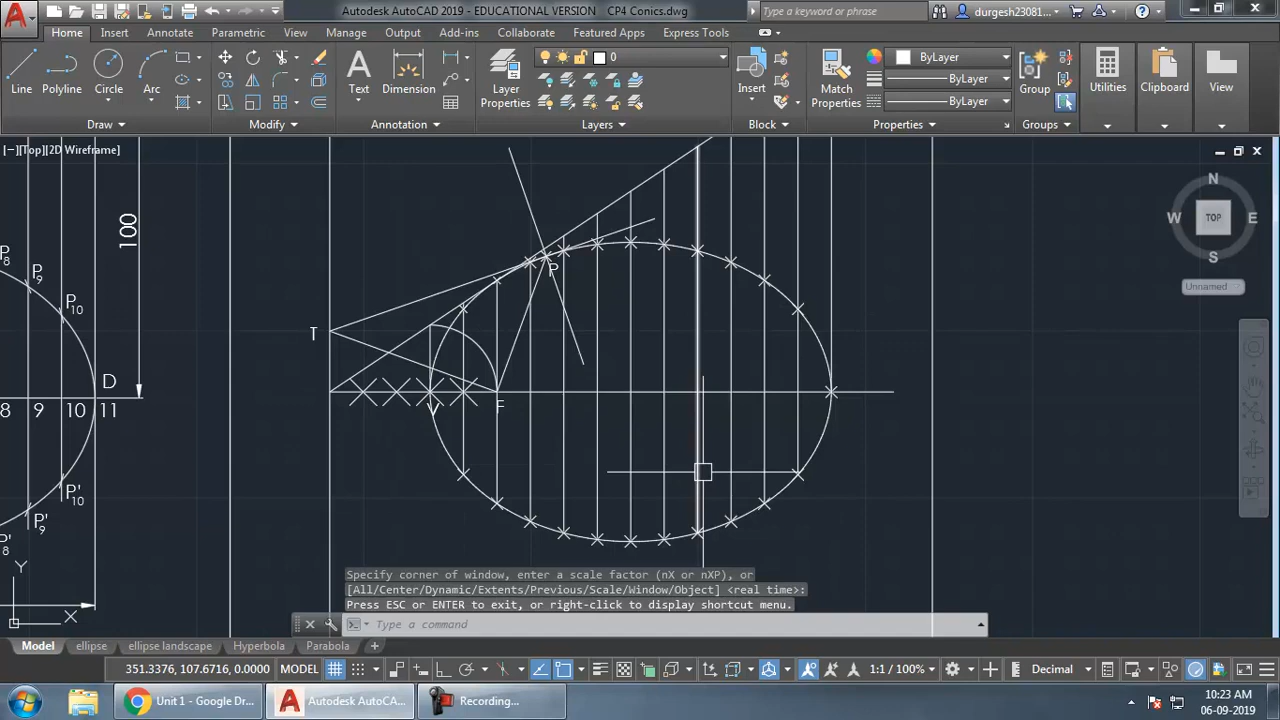 Autodesk AutoCAD 2019 - EDUCATIONAL VERSION CP4 Conics.dwg
Type a keyword or phrase
durgesh23081...
Home Insert Annotate Parametric View Manage Output Add-ins Collaborate Featured Apps Express Tools
Line Polyline Circle Arc
Draw
Modify
Text Dimension
Annotation
Layer Properties
0
Layers
Insert
Block
Match Properties
ByLayer
ByLayer
ByLayer
Properties
Group
Groups
Utilities
Clipboard
View
[−][Top][2D Wireframe]
N
W TOP E
S
Unnamed
100
P8
P9
P10
D
8 9 10 11
P'10
P'9
P'8
Y
X
T
P
V
F
Specify corner of window, enter a scale factor (nX or nXP), or
[All/Center/Dynamic/Extents/Previous/Scale/Window/Object] <real time>:
Press ESC or ENTER to exit, or right-click to display shortcut menu.
Type a command
Model ellipse ellipse landscape Hyperbola Parabola +
351.3376, 107.6716, 0.0000 MODEL 1:1 / 100% Decimal
Unit 1 - Google Dr... Autodesk AutoCA... Recording...
10:23 AM
06-09-2019